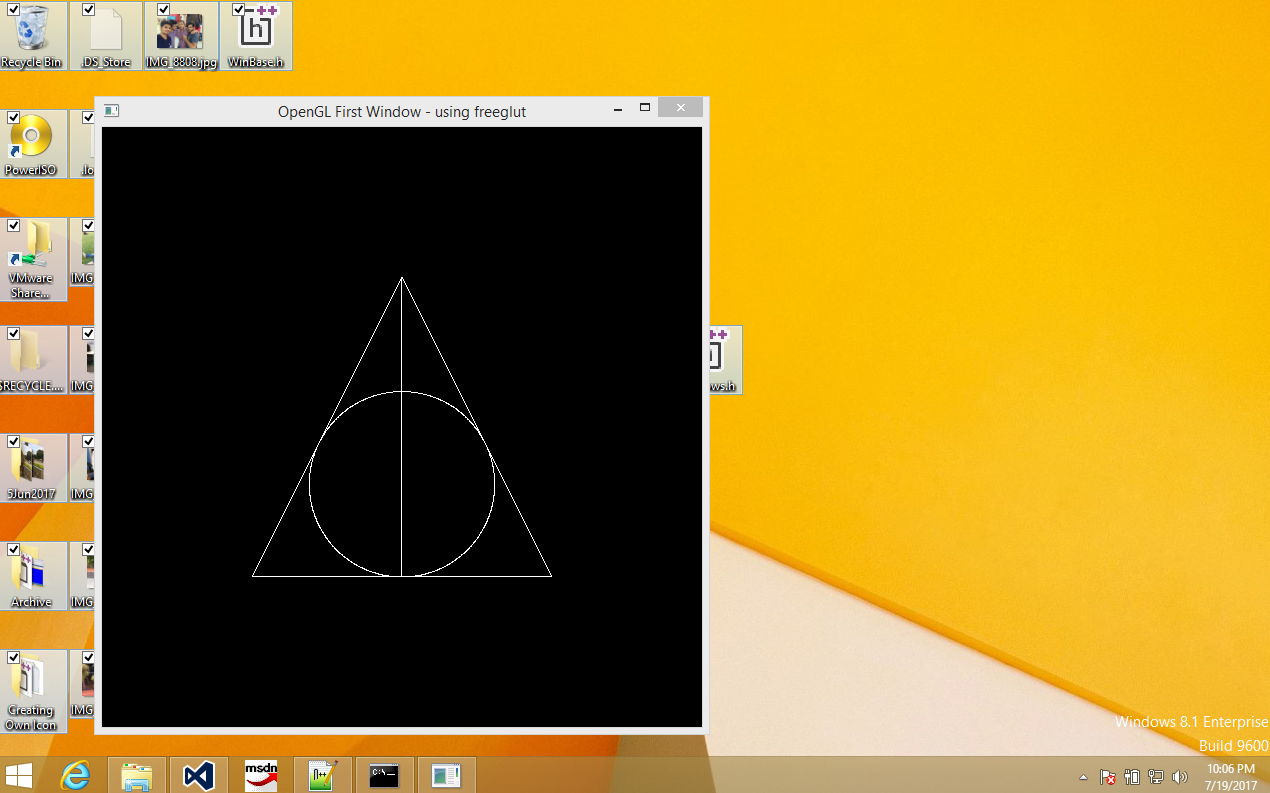 Recycle Bin
.DS_Store
IMG_8808.jpg
WinBase.h
OpenGL First Window - using freeglut
PowerISO
.lo
VMware
Share...
IMG
$RECYCLE....
IMG
ws.h
5Jun2017
IMG
Archive
IMG
Creating
Own Icon
IMG
Windows 8.1 Enterprise
Build 9600
msdn
C:\
10:06 PM
7/19/2017